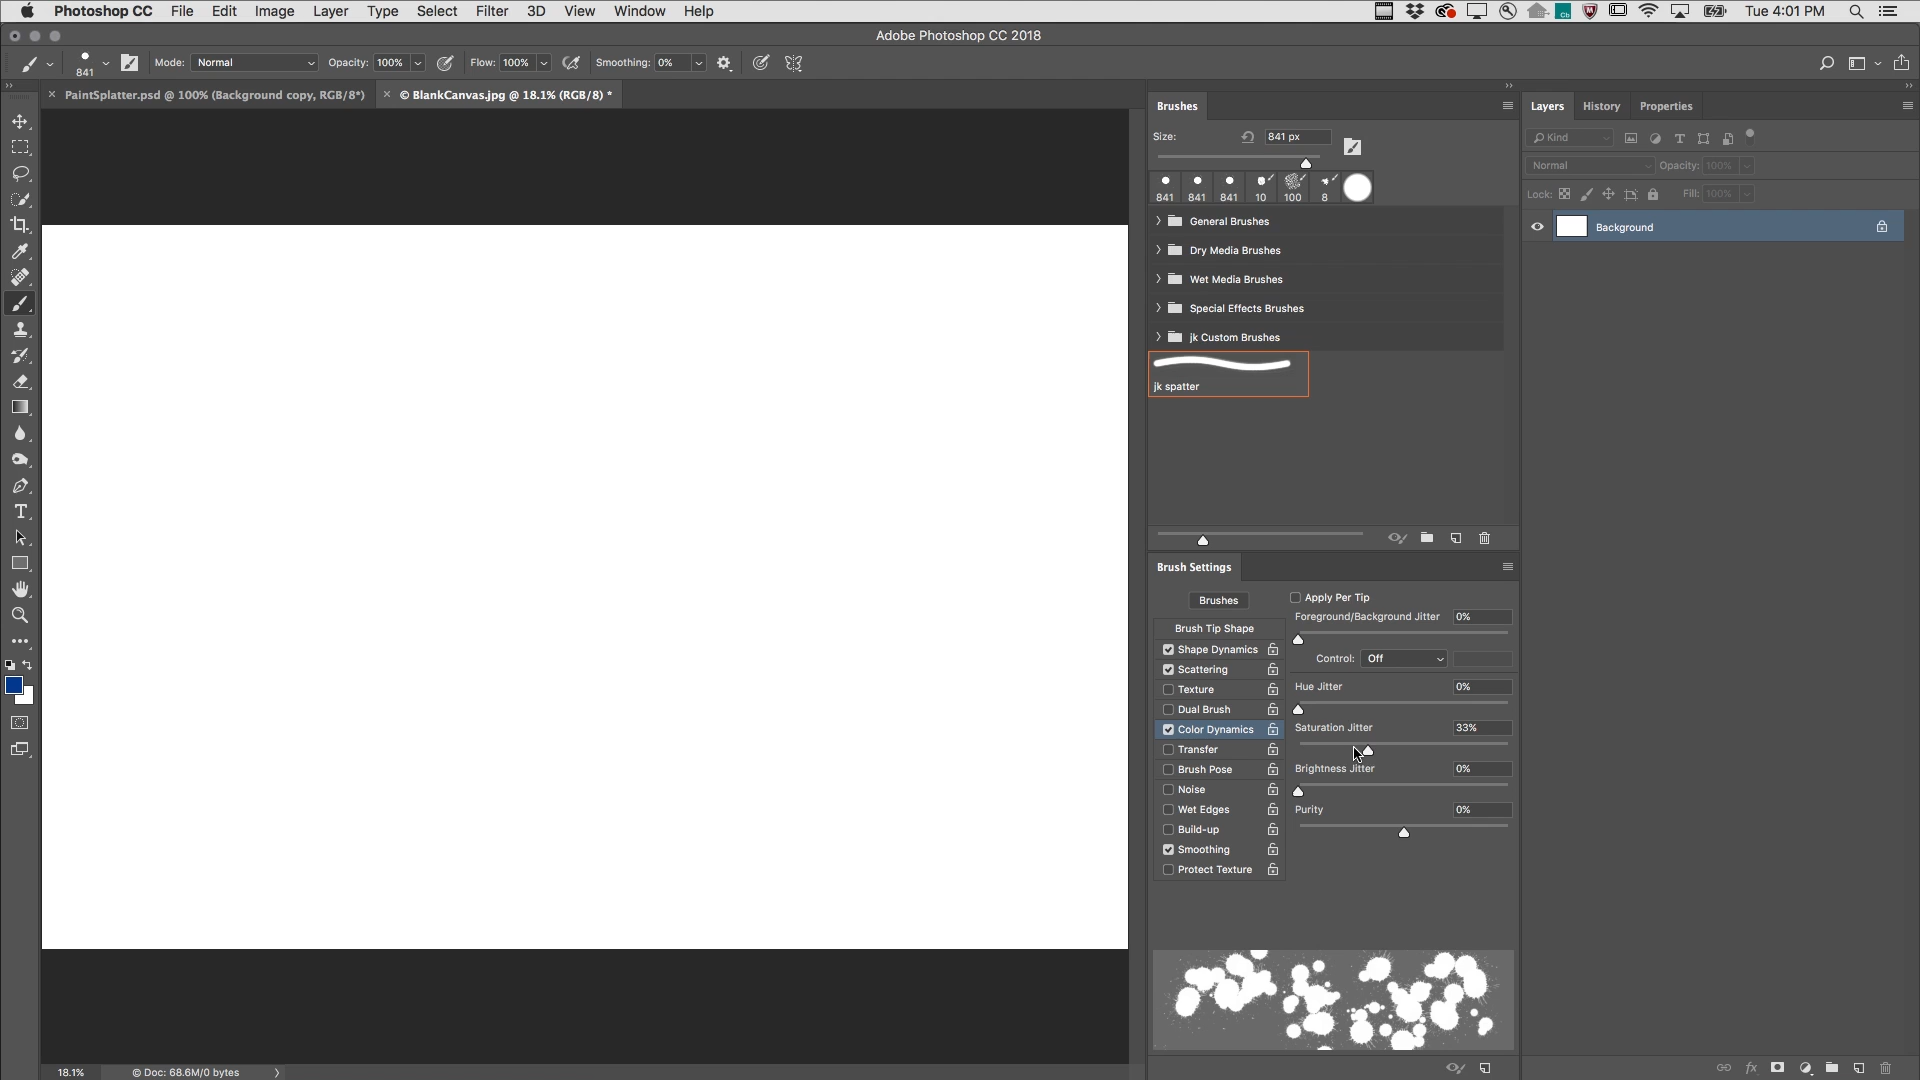 Photoshop CC File Edit Image Layer Type Select Filter 3D View Window Help Tue 4:01 PM
Adobe Photoshop CC 2018
841 Mode: Normal Opacity: 100% Flow: 100% Smoothing: 0%
PaintSplatter.psd @ 100% (Background copy, RGB/8*) © BlankCanvas.jpg @ 18.1% (RGB/8) *
Brushes
Size: 841 px
841 841 841 10 100 8
General Brushes
Dry Media Brushes
Wet Media Brushes
Special Effects Brushes
jk Custom Brushes
jk spatter
Brush Settings
Brushes
Brush Tip Shape
Shape Dynamics
Scattering
Texture
Dual Brush
Color Dynamics
Transfer
Brush Pose
Noise
Wet Edges
Build-up
Smoothing
Protect Texture
Apply Per Tip
Foreground/Background Jitter 0%
Control: Off
Hue Jitter 0%
Saturation Jitter 33%
Brightness Jitter 0%
Purity 0%
Layers History Properties
Kind
Normal Opacity: 100%
Lock: Fill: 100%
Background
18.1% © Doc: 68.6M/0 bytes